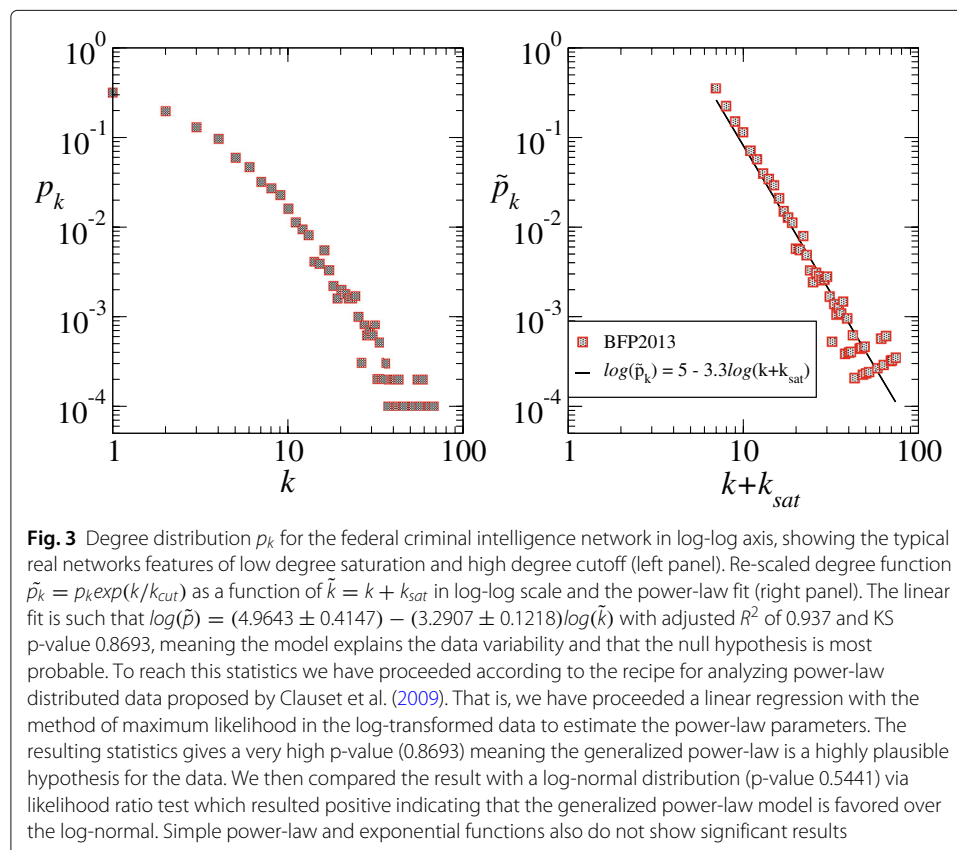 10^0
10^-1
p_k
10^-2
10^-3
10^-4
1
10
100
k
10^0
10^-1
p̃_k
10^-2
10^-3
BFP2013
log(p̃_k) = 5 - 3.3log(k+k_sat)
10^-4
1
10
100
k+k_sat
Fig. 3 Degree distribution p_k for the federal criminal intelligence network in log-log axis, showing the typical
real networks features of low degree saturation and high degree cutoff (left panel). Re-scaled degree function
p̃_k = p_k exp(k/k_cut) as a function of k̃ = k + k_sat in log-log scale and the power-law fit (right panel). The linear
fit is such that log(p̃) = (4.9643 ± 0.4147) − (3.2907 ± 0.1218)log(k̃) with adjusted R^2 of 0.937 and KS
p-value 0.8693, meaning the model explains the data variability and that the null hypothesis is most
probable. To reach this statistics we have proceeded according to the recipe for analyzing power-law
distributed data proposed by Clauset et al. (2009). That is, we have proceeded a linear regression with the
method of maximum likelihood in the log-transformed data to estimate the power-law parameters. The
resulting statistics gives a very high p-value (0.8693) meaning the generalized power-law is a highly plausible
hypothesis for the data. We then compared the result with a log-normal distribution (p-value 0.5441) via
likelihood ratio test which resulted positive indicating that the generalized power-law model is favored over
the log-normal. Simple power-law and exponential functions also do not show significant results